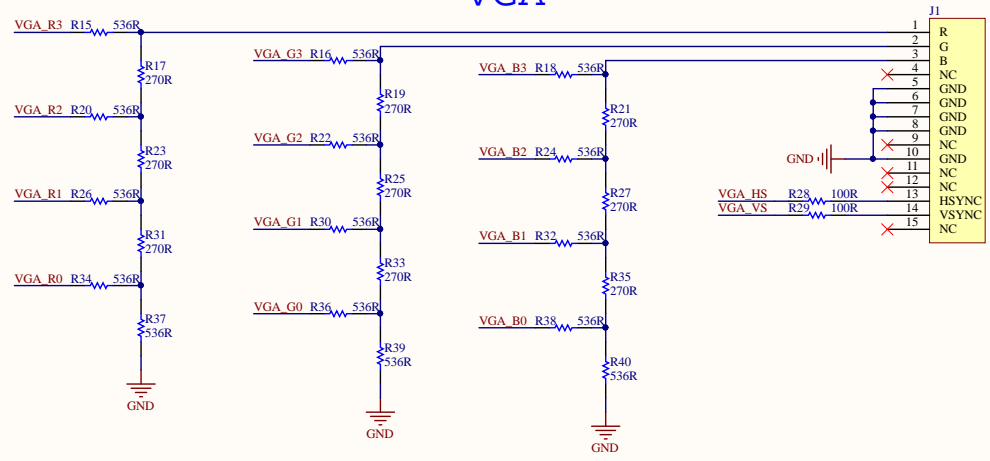 VGA
J1
VGA_R3 R15 536R
R17
270R
VGA_R2 R20 536R
R23
270R
VGA_R1 R26 536R
R31
270R
VGA_R0 R34 536R
R37
536R
GND
VGA_G3 R16 536R
R19
270R
VGA_G2 R22 536R
R25
270R
VGA_G1 R30 536R
R33
270R
VGA_G0 R36 536R
R39
536R
GND
VGA_B3 R18 536R
R21
270R
VGA_B2 R24 536R
R27
270R
VGA_B1 R32 536R
R35
270R
VGA_B0 R38 536R
R40
536R
GND
GND
VGA_HS R28 100R
VGA_VS R29 100R
1 R
2 G
3 B
4 NC
5 GND
6 GND
7 GND
8 GND
9 NC
10 GND
11 NC
12 NC
13 HSYNC
14 VSYNC
15 NC